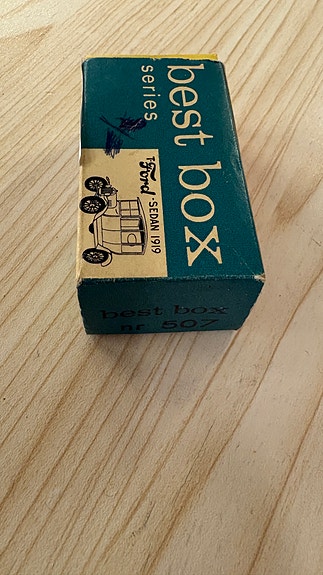 best box
series
T Ford - SEDAN 1919
best box
nr 507